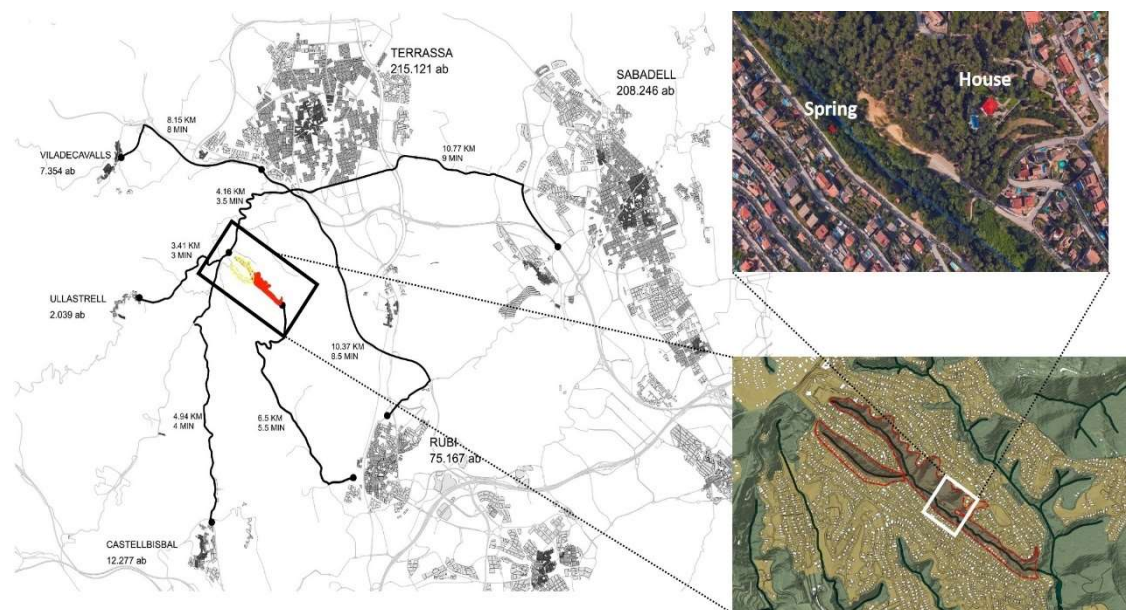 TERRASSA
215.121 ab
SABADELL
208.246 ab
8.15 KM
8 MIN
VILADECAVALLS
7.354 ab
10.77 KM
9 MIN
4.16 KM
3.5 MIN
3.41 KM
3 MIN
ULLASTRELL
2.039 ab
10.37 KM
8.5 MIN
4.94 KM
4 MIN
6.5 KM
5.5 MIN
RUBI
75.167 ab
CASTELLBISBAL
12.277 ab
House
Spring